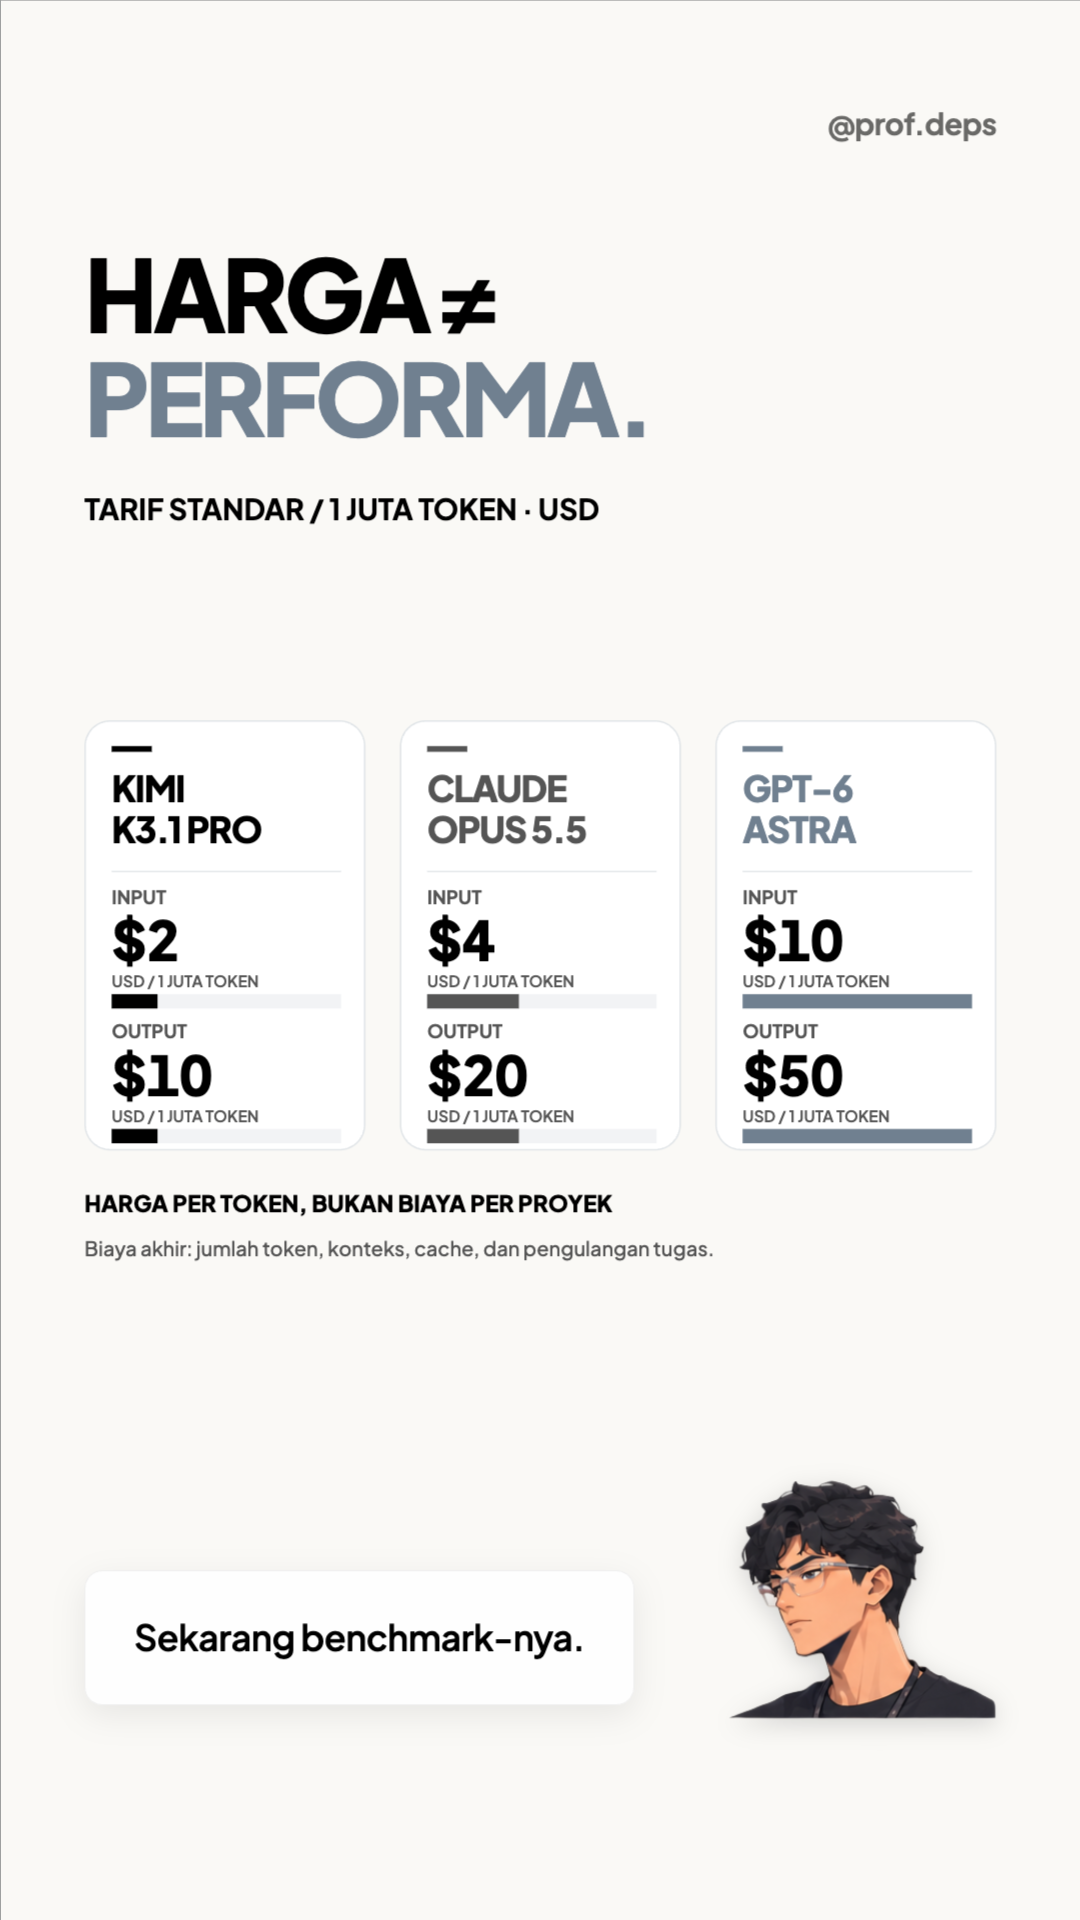 @prof.deps
HARGA ≠
PERFORMA.
TARIF STANDAR / 1 JUTA TOKEN · USD
KIMI
K3.1 PRO
INPUT
$2
USD / 1 JUTA TOKEN
OUTPUT
$10
USD / 1 JUTA TOKEN
CLAUDE
OPUS 5.5
INPUT
$4
USD / 1 JUTA TOKEN
OUTPUT
$20
USD / 1 JUTA TOKEN
GPT-6
ASTRA
INPUT
$10
USD / 1 JUTA TOKEN
OUTPUT
$50
USD / 1 JUTA TOKEN
HARGA PER TOKEN, BUKAN BIAYA PER PROYEK
Biaya akhir: jumlah token, konteks, cache, dan pengulangan tugas.
Sekarang benchmark-nya.